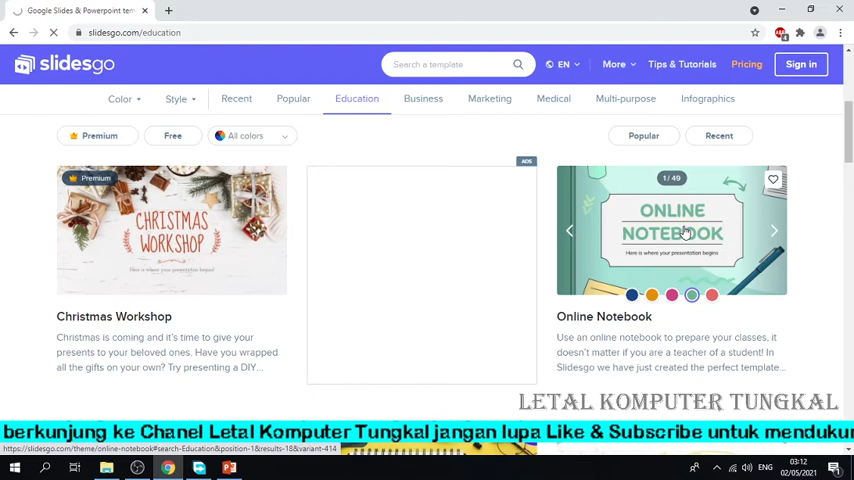 Google Slides & Powerpoint tem
slidesgo.com/education
slidesgo
Search a template
EN
More
Tips & Tutorials
Pricing
Sign in
Color
Style
Recent
Popular
Education
Business
Marketing
Medical
Multi-purpose
Infographics
Premium
Free
All colors
Popular
Recent
ADS
Premium
CHRISTMAS
WORKSHOP
Here is where your presentation begins!
1 / 49
ONLINE
NOTEBOOK
Here is where your presentation begins
Christmas Workshop
Christmas is coming and it's time to give your
presents to your beloved ones. Have you wrapped
all the gifts on your own? Try presenting a DIY...
Online Notebook
Use an online notebook to prepare your classes, it
doesn't matter if you are a teacher of a student! In
Slidesgo we have just created the perfect template...
LETAL KOMPUTER TUNGKAL
berkunjung ke Chanel Letal Komputer Tungkal jangan lupa Like & Subscribe untuk mendukun
https://slidesgo.com/theme/online-notebook#search-Education&position-1&results-18&variant-414
ENG
03:12
02/05/2021